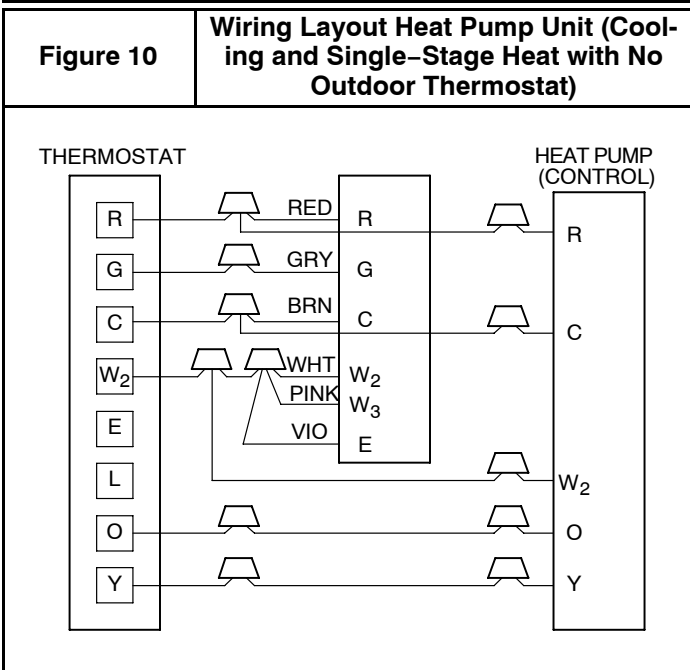 Figure 10
Wiring Layout Heat Pump Unit (Cool-
ing and Single−Stage Heat with No
Outdoor Thermostat)
THERMOSTAT
HEAT PUMP
(CONTROL)
R
RED
R
R
G
GRY
G
C
BRN
C
C
W2
WHT
W2
PINK
W3
E
VIO
E
L
W2
O
O
Y
Y